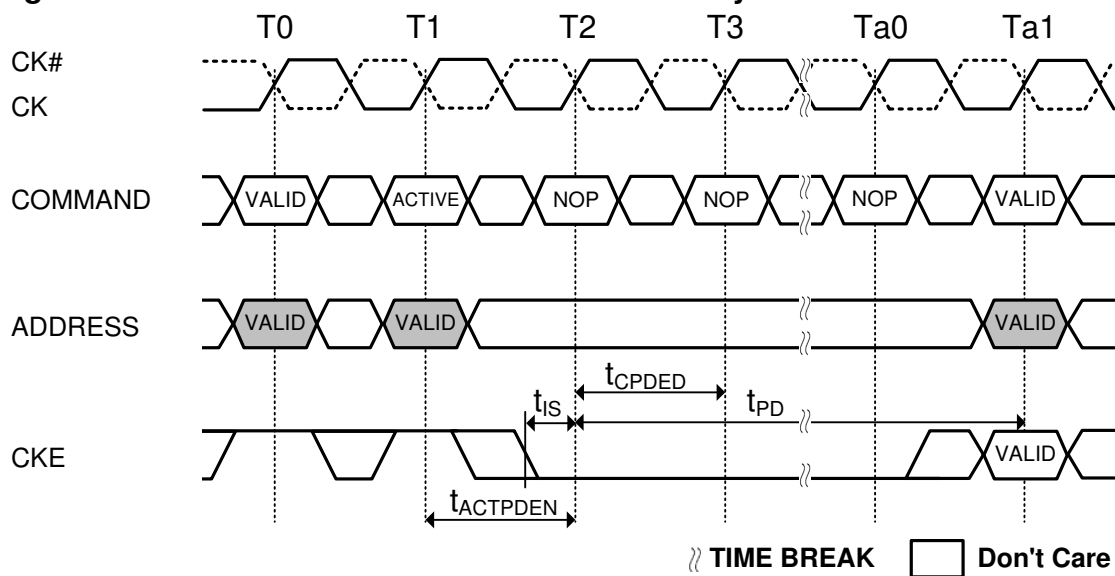 T0 T1 T2 T3 Ta0 Ta1
CK#
CK
COMMAND VALID ACTIVE NOP NOP NOP VALID
ADDRESS VALID VALID VALID
tCPDED
tIS tPD
CKE VALID
tACTPDEN
TIME BREAK Don't Care